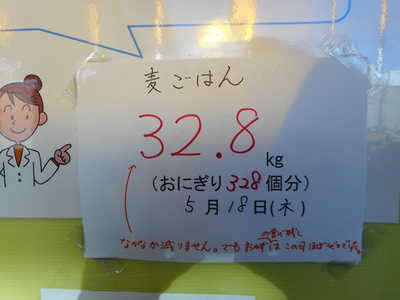 麦ごはん
32.8 kg
(おにぎり328個分)
5月18日(木)
なかなか減りません。でもおかずはこの日ほぼゼロでした。